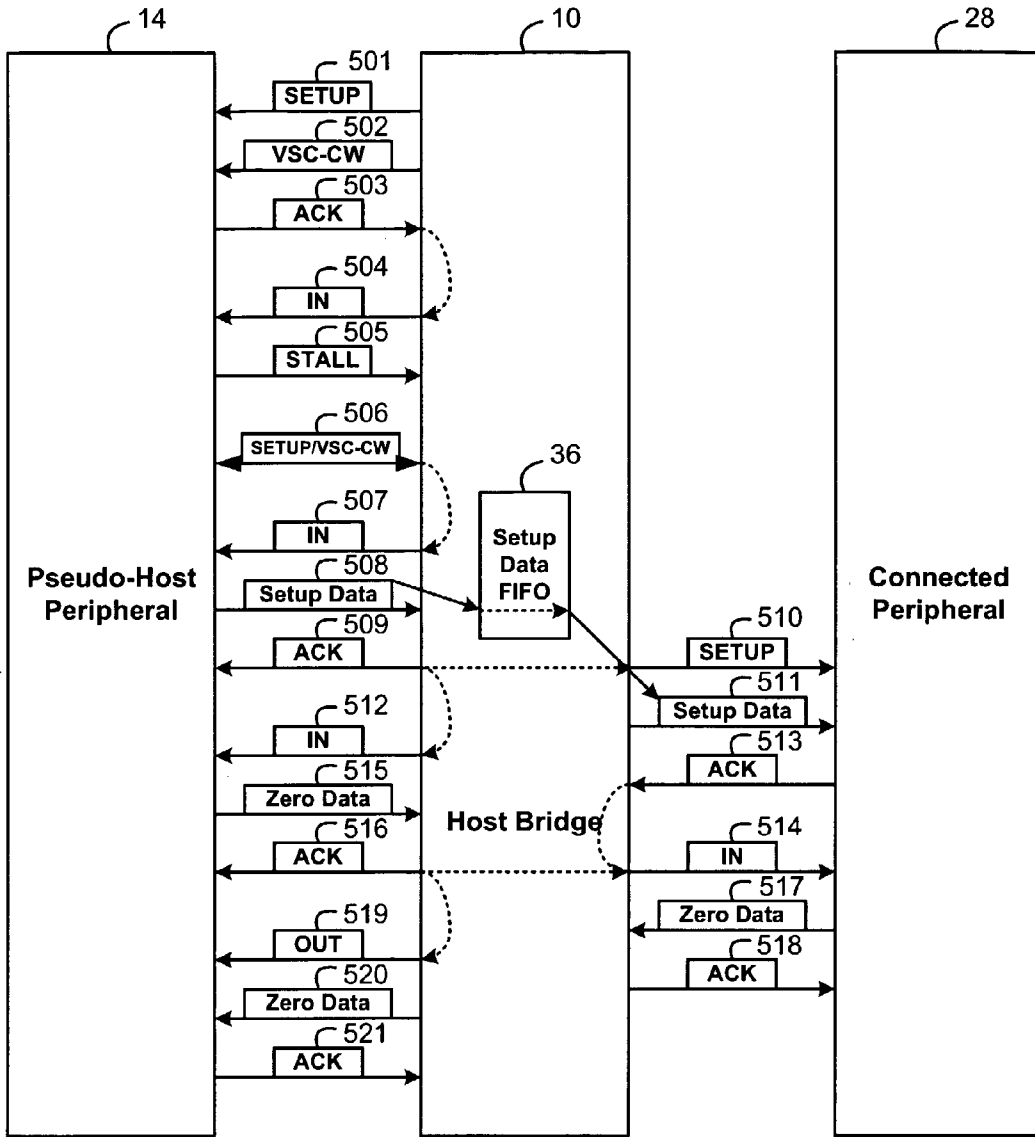 14
10
28
501
SETUP
502
VSC-CW
503
ACK
504
IN
505
STALL
506
SETUP/VSC-CW
36
507
IN
Setup
Data
FIFO
508
Setup Data
Pseudo-Host
Peripheral
Connected
Peripheral
509
ACK
510
SETUP
511
Setup Data
512
IN
513
ACK
515
Zero Data
Host Bridge
514
IN
516
ACK
517
Zero Data
519
OUT
518
ACK
520
Zero Data
521
ACK